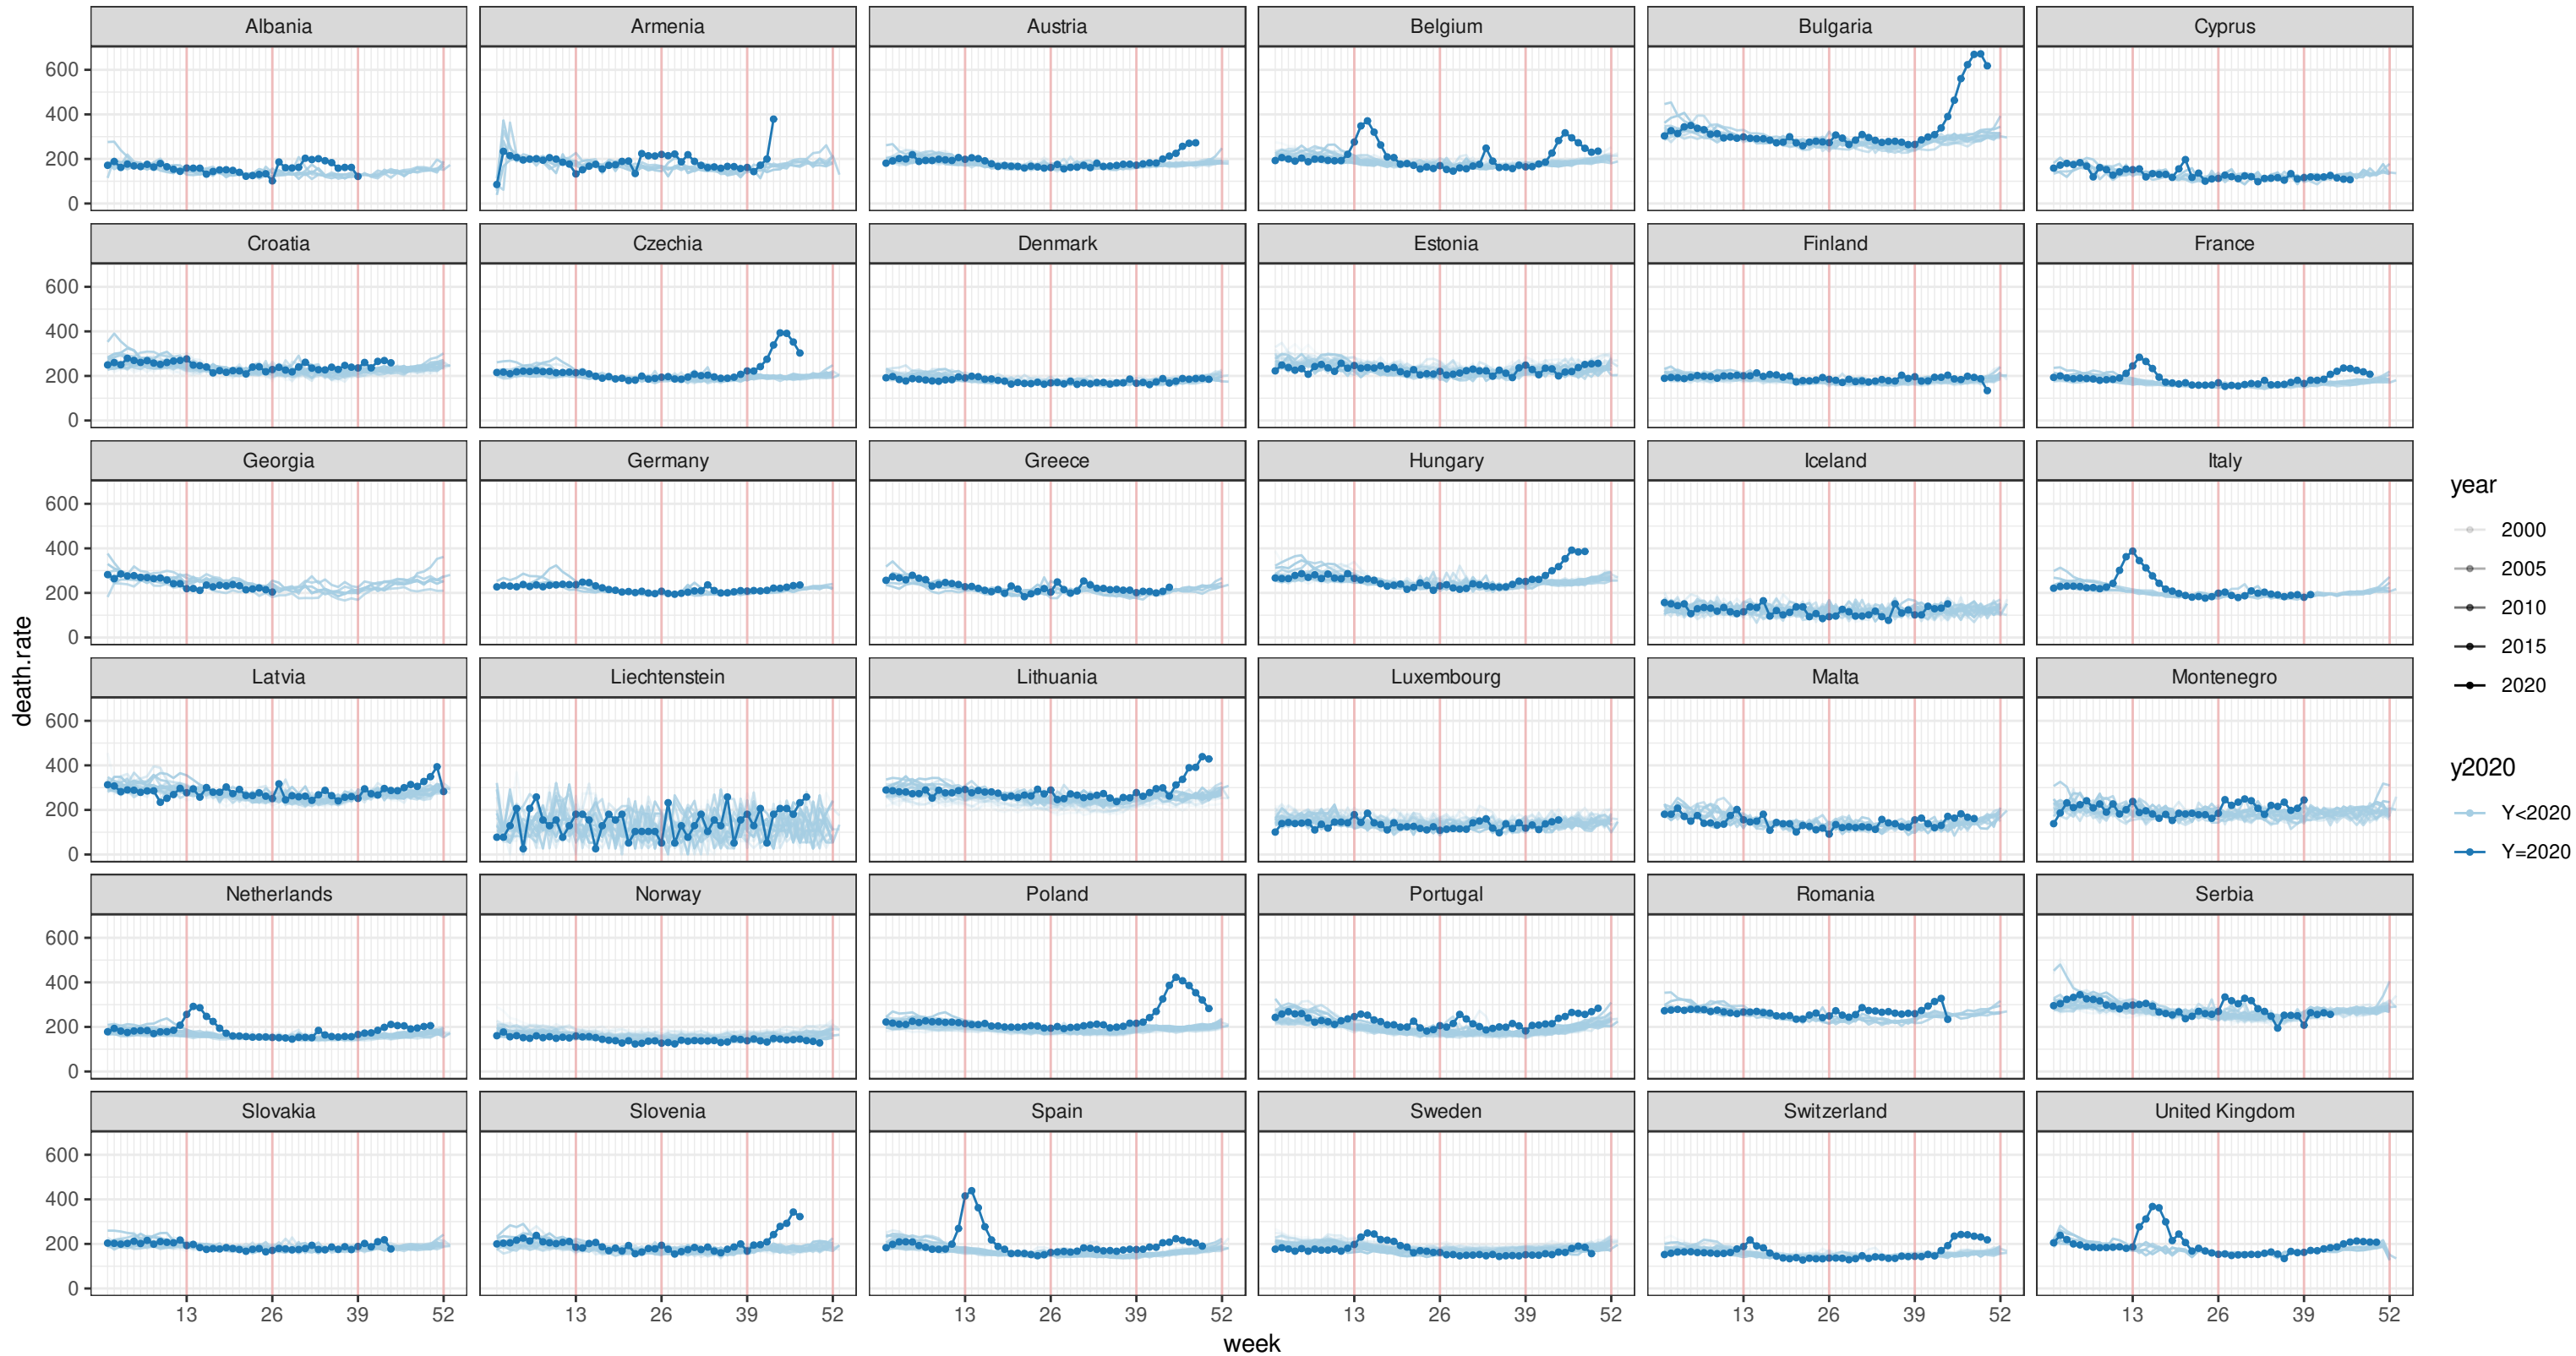 Albania Armenia Austria Belgium Bulgaria Cyprus
600
400
200
0
Croatia Czechia Denmark Estonia Finland France
600
400
200
0
Georgia Germany Greece Hungary Iceland Italy
600
400
200
0
Latvia Liechtenstein Lithuania Luxembourg Malta Montenegro
600
400
200
0
Netherlands Norway Poland Portugal Romania Serbia
600
400
200
0
Slovakia Slovenia Spain Sweden Switzerland United Kingdom
600
400
200
0
13 26 39 52 13 26 39 52 13 26 39 52 13 26 39 52 13 26 39 52 13 26 39 52
week
death.rate
year
2000
2005
2010
2015
2020
y2020
Y<2020
Y=2020